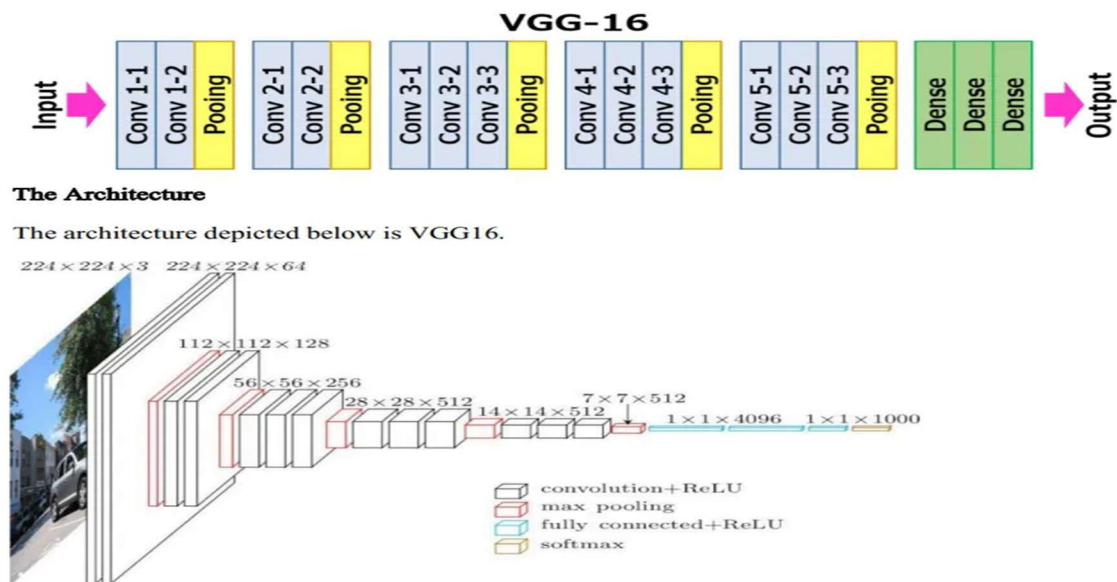 VGG-16
Input
Conv 1-1
Conv 1-2
Pooing
Conv 2-1
Conv 2-2
Pooing
Conv 3-1
Conv 3-2
Conv 3-3
Pooing
Conv 4-1
Conv 4-2
Conv 4-3
Pooing
Conv 5-1
Conv 5-2
Conv 5-3
Pooing
Dense
Dense
Dense
Output
The Architecture
The architecture depicted below is VGG16.
224×224×3 224×224×64
112×112×128
56×56×256
28×28×512
14×14×512
7×7×512
1×1×4096 1×1×1000
convolution+ReLU
max pooling
fully connected+ReLU
softmax